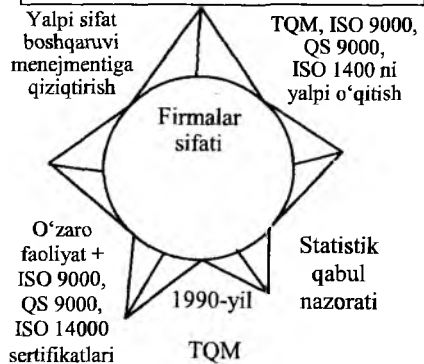 Yalpi sifat
boshqaruvi
menejmentiga
qiziqtirish
TQM, ISO 9000,
QS 9000,
ISO 1400 ni
yalpi o‘qitish
Firmalar
sifati
O‘zaro
faoliyat +
ISO 9000,
QS 9000,
ISO 14000
sertifikatlari
Statistik
qabul
nazorati
1990-yil
TQM